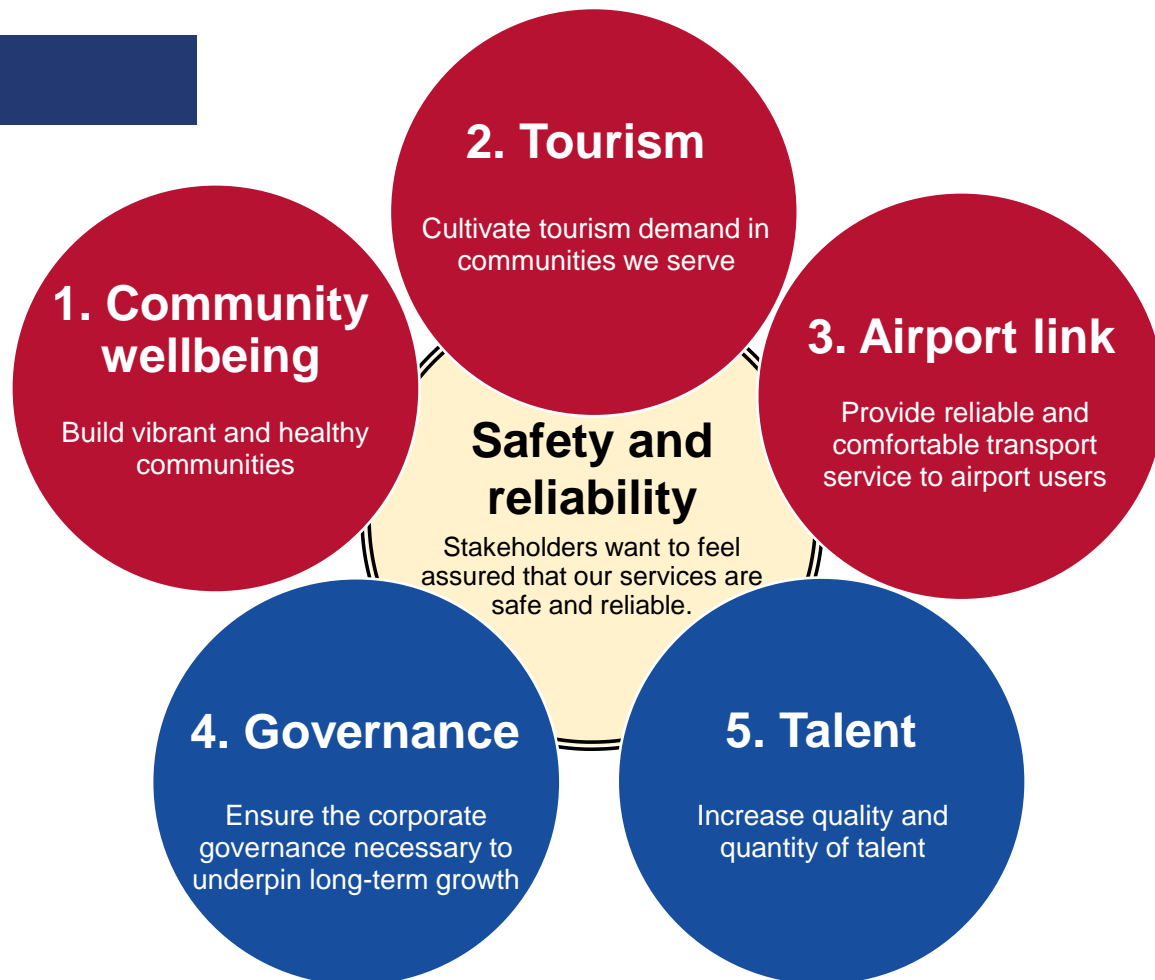 1. Community
wellbeing
Build vibrant and healthy
communities
2. Tourism
Cultivate tourism demand in
communities we serve
3. Airport link
Provide reliable and
comfortable transport
service to airport users
Safety and
reliability
Stakeholders want to feel
assured that our services are
safe and reliable.
4. Governance
Ensure the corporate
governance necessary to
underpin long-term growth
5. Talent
Increase quality and
quantity of talent